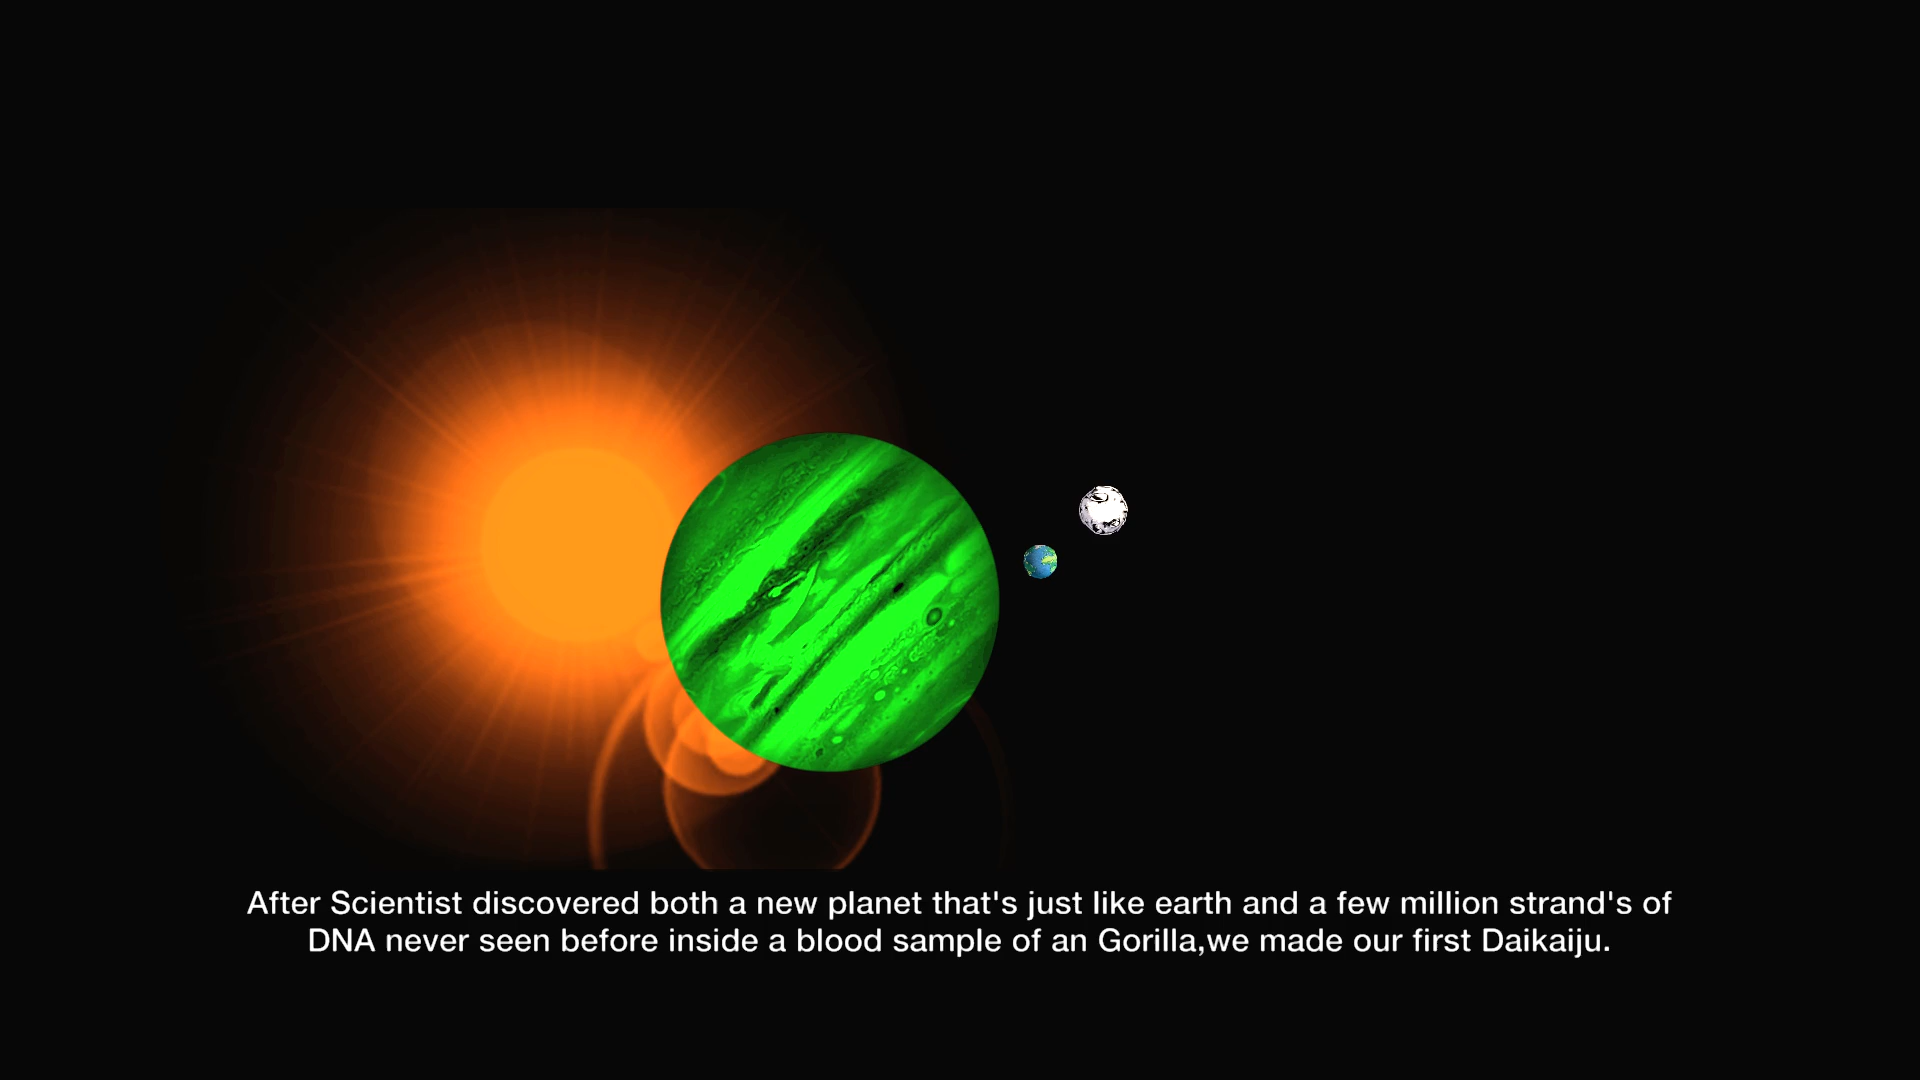 After Scientist discovered both a new planet that's just like earth and a few million strand's of
DNA never seen before inside a blood sample of an Gorilla,we made our first Daikaiju.